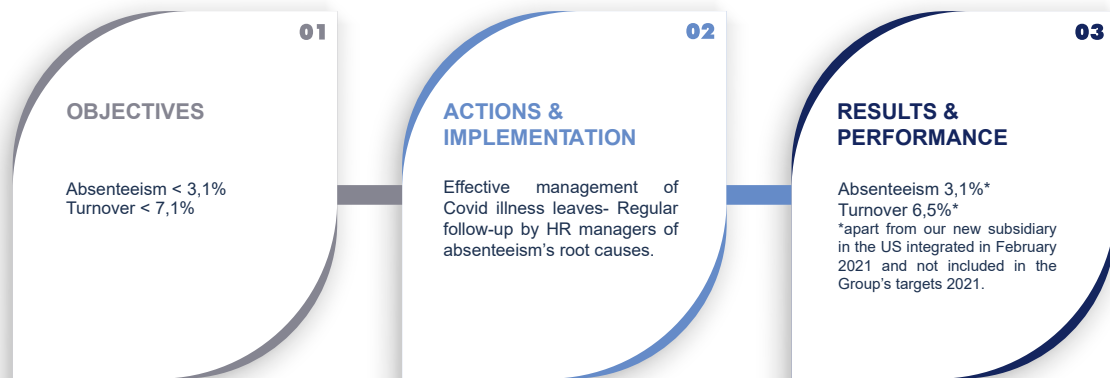 01
OBJECTIVES
Absenteeism < 3,1%
Turnover < 7,1%
02
ACTIONS &
IMPLEMENTATION
Effective management of
Covid illness leaves- Regular
follow-up by HR managers of
absenteeism’s root causes.
03
RESULTS &
PERFORMANCE
Absenteeism 3,1%*
Turnover 6,5%*
*apart from our new subsidiary
in the US integrated in February
2021 and not included in the
Group’s targets 2021.